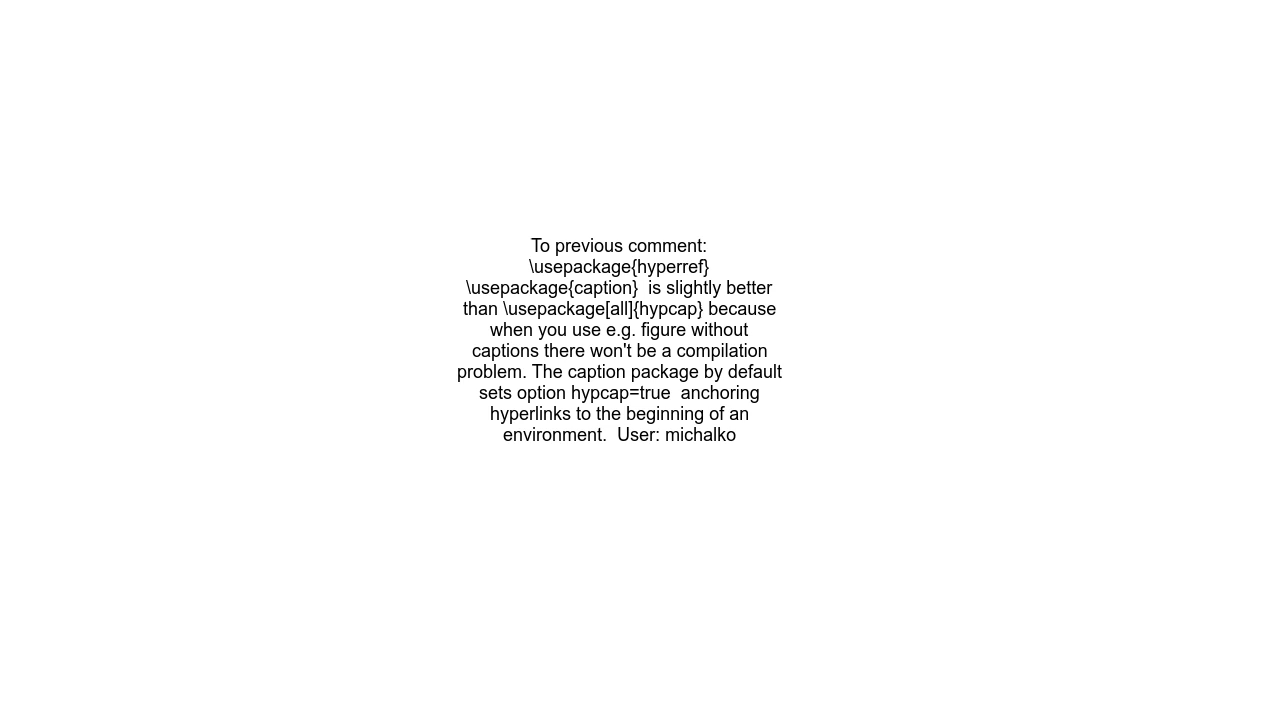 To previous comment:
\usepackage{hyperref}
\usepackage{caption}  is slightly better
than \usepackage[all]{hypcap} because
when you use e.g. figure without
captions there won't be a compilation
problem. The caption package by default
sets option hypcap=true  anchoring
hyperlinks to the beginning of an
environment.  User: michalko